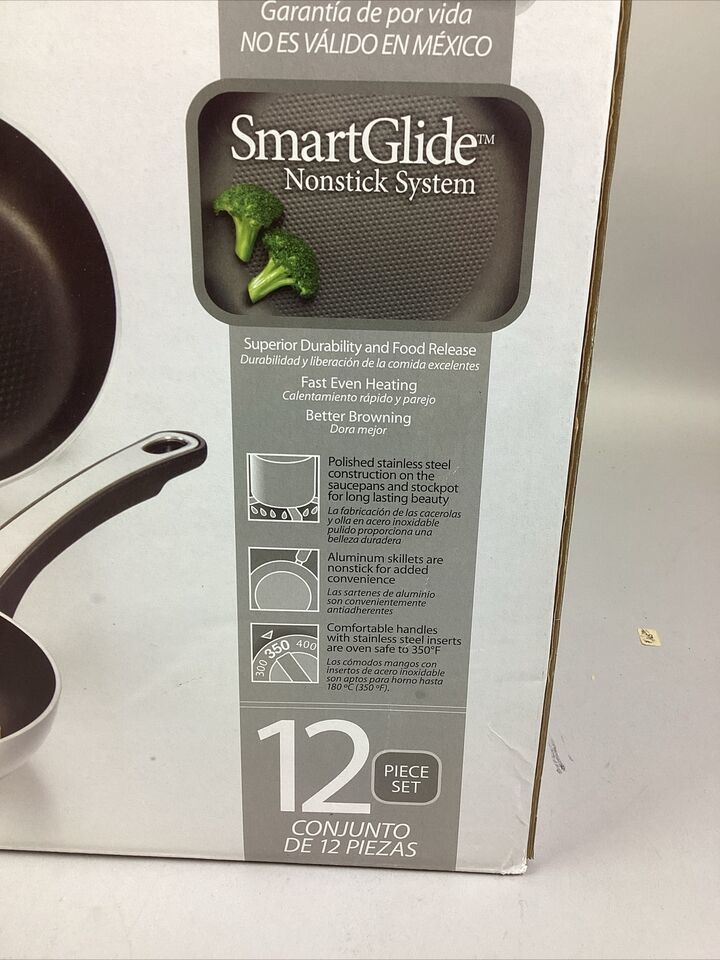 Garantía de por vida
NO ES VÁLIDO EN MÉXICO
SmartGlide™
Nonstick System
Superior Durability and Food Release
Durabilidad y liberación de la comida excelentes
Fast Even Heating
Calentamiento rápido y parejo
Better Browning
Dora mejor
Polished stainless steel
construction on the
saucepans and stockpot
for long lasting beauty
La fabricación de las cacerolas
y olla en acero inoxidable
pulido proporciona una
belleza duradera
Aluminum skillets are
nonstick for added
convenience
Las sartenes de aluminio
son convenientemente
antiadherentes
300 350 400
Comfortable handles
with stainless steel inserts
are oven safe to 350°F
Los cómodos mangos con
insertos de acero inoxidable
son aptos para horno hasta
180 ºC (350 ºF).
12
PIECE
SET
CONJUNTO
DE 12 PIEZAS